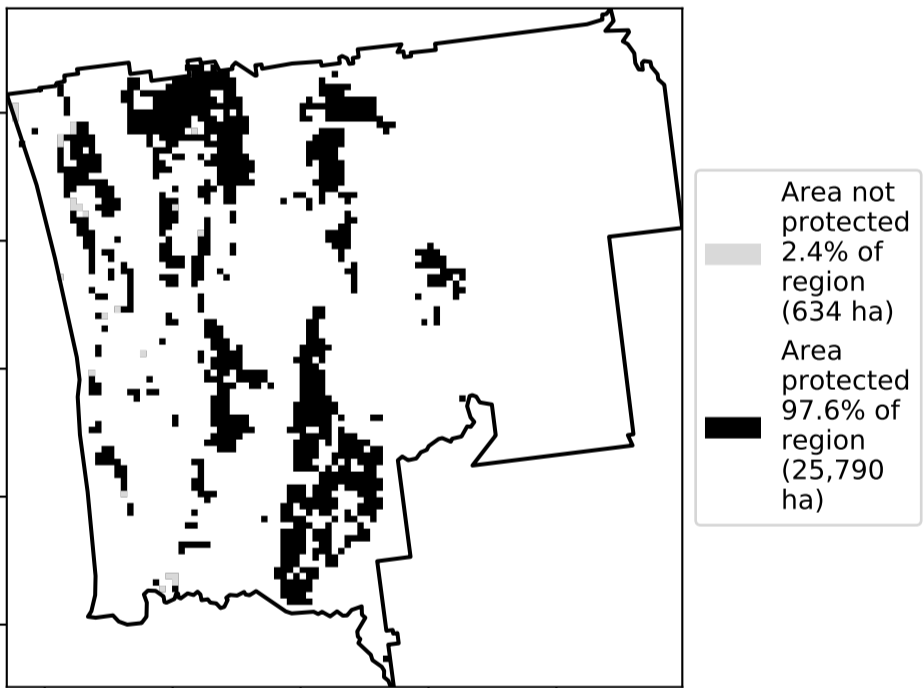 Area not
protected
2.4% of
region
(634 ha)
Area
protected
97.6% of
region
(25,790
ha)